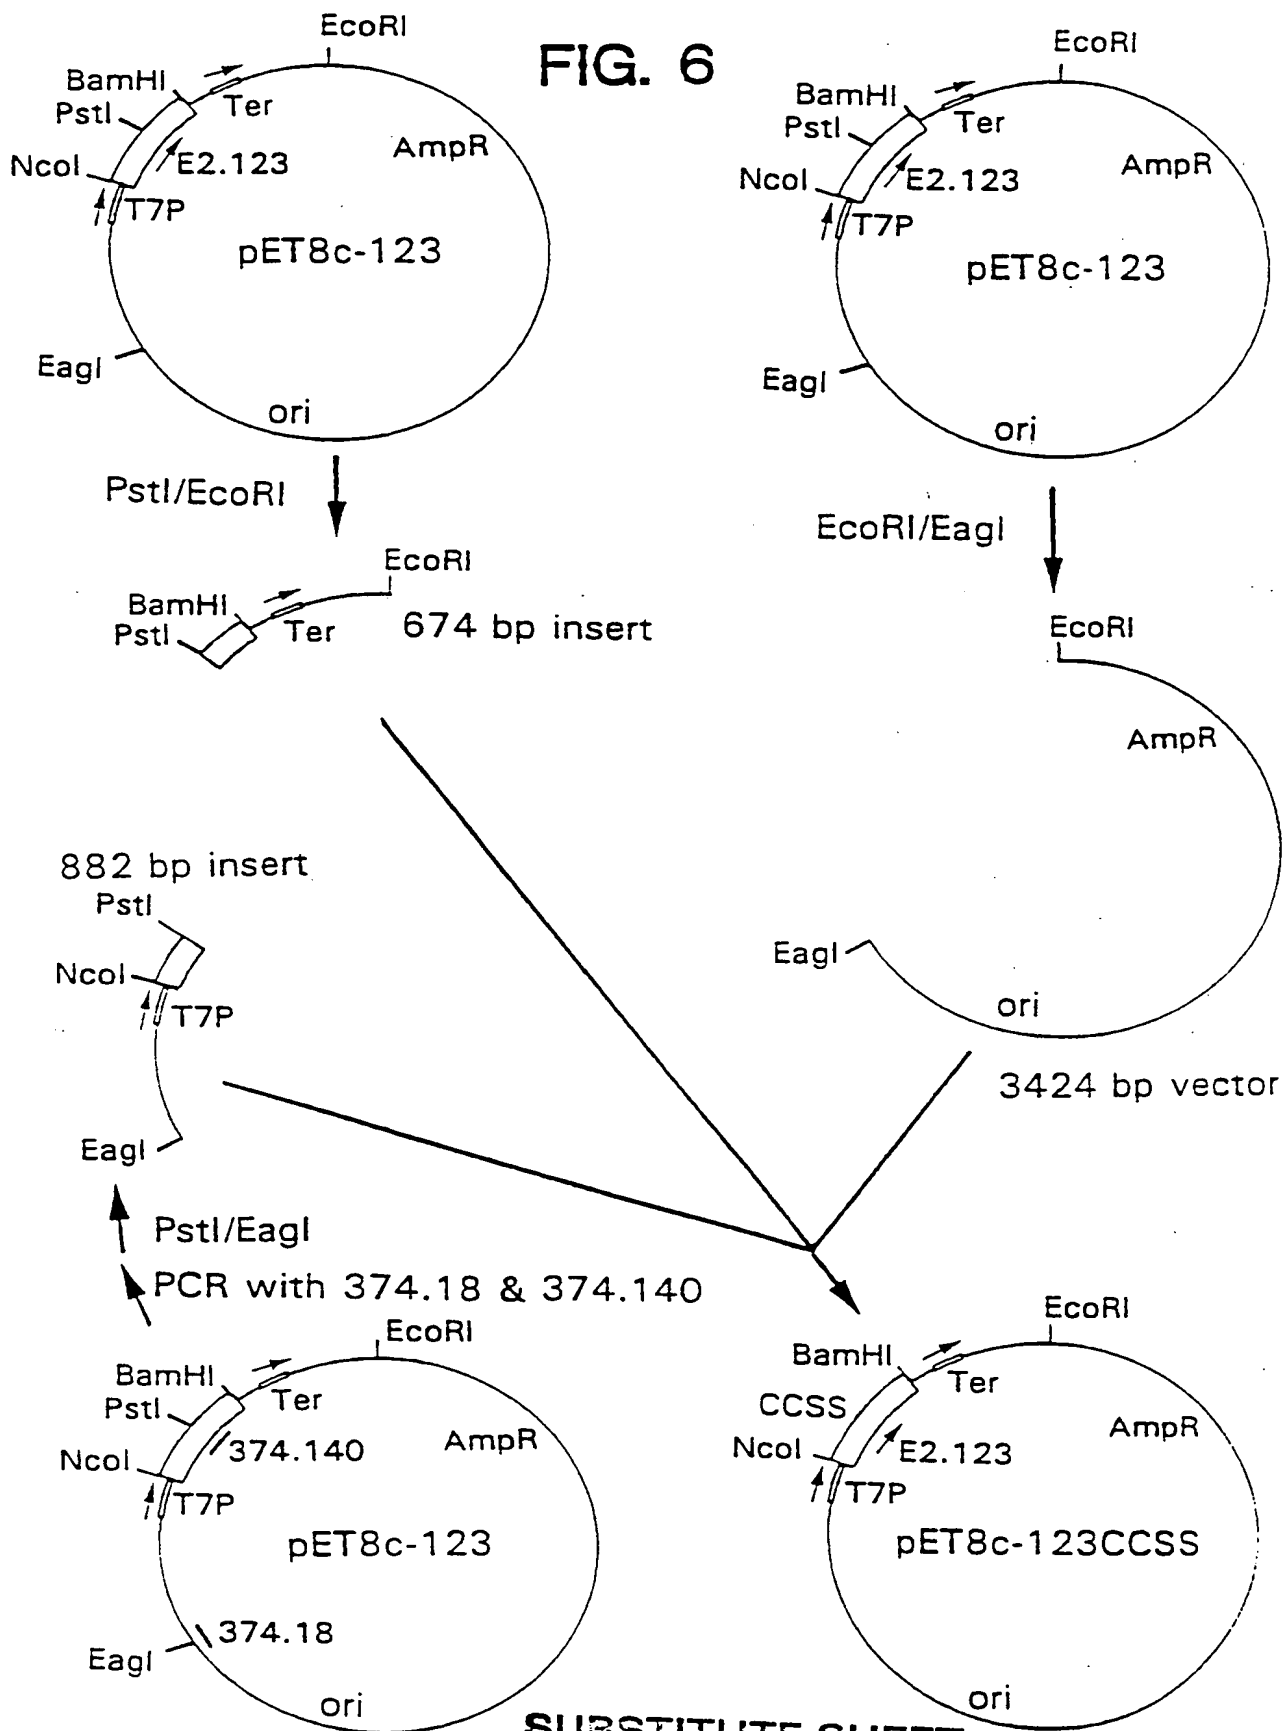 FIG. 6
EcoRI
BamHI
PstI
Ter
NcoI
E2.123
AmpR
T7P
pET8c-123
EagI
ori
EcoRI
BamHI
PstI
Ter
NcoI
E2.123
AmpR
T7P
pET8c-123
EagI
ori
PstI/EcoRI
EcoRI/EagI
EcoRI
BamHI
PstI
Ter
674 bp insert
EcoRI
AmpR
EagI
ori
3424 bp vector
882 bp insert
PstI
NcoI
T7P
EagI
PstI/EagI
PCR with 374.18 & 374.140
EcoRI
BamHI
PstI
Ter
NcoI
374.140
AmpR
T7P
pET8c-123
374.18
EagI
ori
EcoRI
BamHI
Ter
CCSS
NcoI
E2.123
AmpR
T7P
pET8c-123CCSS
ori
SUBSTITUTE SHEET